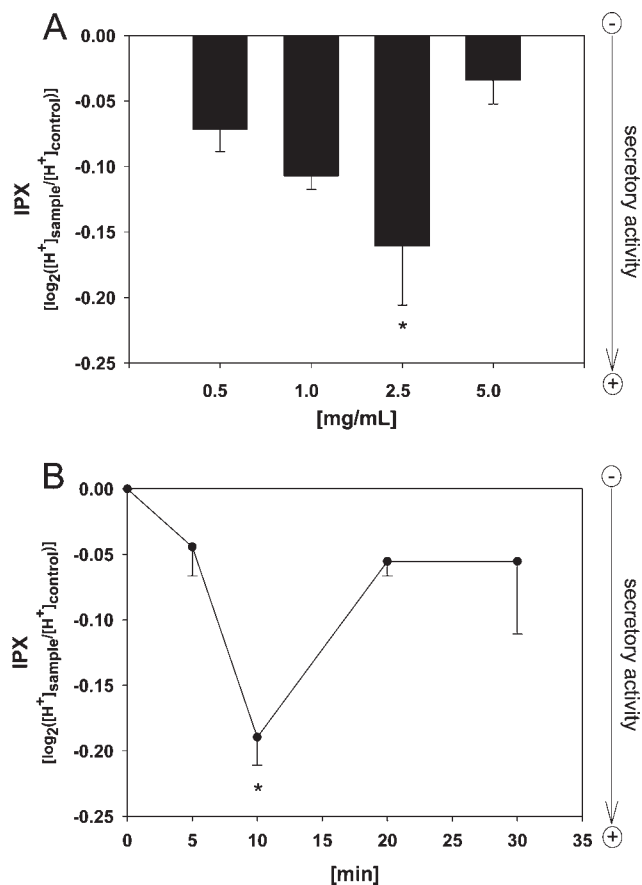 A
IPX
[log2([H+]sample/[H+]control)]
0.00
-0.05
-0.10
-0.15
-0.20
-0.25
*
0.5 1.0 2.5 5.0
[mg/mL]
-
secretory activity
+
B
IPX
[log2([H+]sample/[H+]control)]
0.00
-0.05
-0.10
-0.15
-0.20
-0.25
*
0 5 10 15 20 25 30 35
[min]
-
secretory activity
+